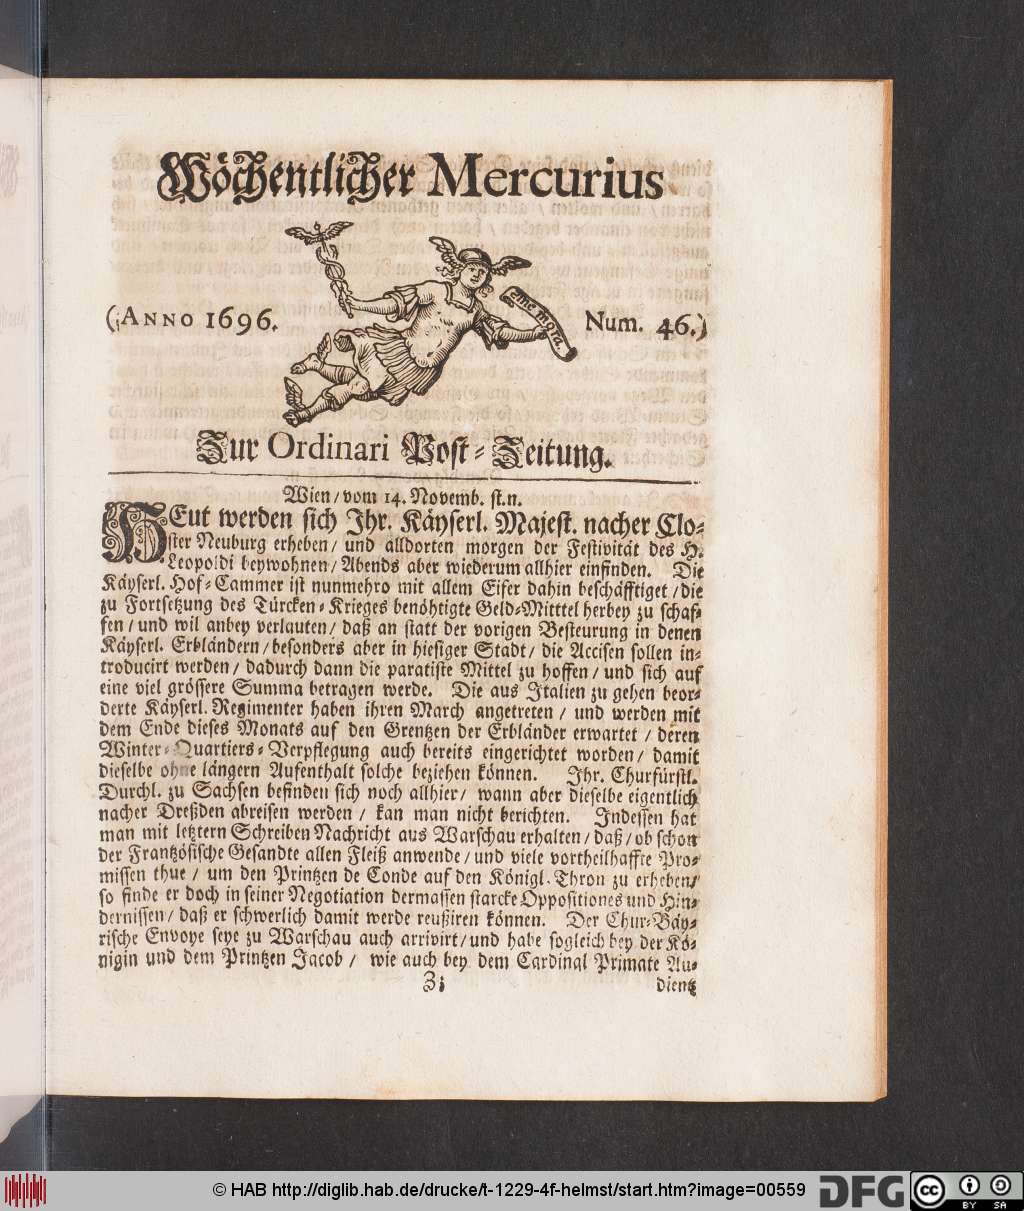 Wöchentlicher Mercurius
(ANNO 1696.
sine mora.
Num. 46.)
Zur Ordinari Post-Zeitung.
Wien/vom 14. Novemb. st.n.
HEut werden sich Ihr. Käyserl. Majest. nacher Clo-
ster Neuburg erheben/ und alldorten morgen der Festivität des H.
Leopoldi beywohnen/ Abends aber wiederum allhier einfinden. Die
Käyserl. Hof-Cammer ist nunmehro mit allem Eifer dahin beschäfftiget/die
zu Fortsetzung des Türcken-Krieges benöhtigte Geld-Mitttel herbey zu schaf-
fen/und wil anbey verlauten/ daß an statt der vorigen Besteurung in denen
Käyserl. Erbländern/besonders aber in hiesiger Stadt/ die Accisen sollen in-
troducirt werden/ dadurch dann die paratiste Mittel zu hoffen/ und sich auf
eine viel grössere Summa betragen werde. Die aus Italien zu gehen beor-
derte Käyserl. Regimenter haben ihren March angetreten/ und werden mit
dem Ende dieses Monats auf den Grentzen der Erbländer erwartet/ deren
Winter-Quartiers-Verpflegung auch bereits eingerichtet worden/ damit
dieselbe ohne längern Aufenthalt solche beziehen können. Ihr. Churfürstl.
Durchl. zu Sachsen befinden sich noch allhier/ wann aber dieselbe eigentlich
nacher Dreßden abreisen werden/ kan man nicht berichten. Indessen hat
man mit letztern Schreiben Nachricht aus Warschau erhalten/ daß/ob schon
der Frantzösische Gesandte allen Fleiß anwende/und viele vortheilhaffte Pro-
missen thue/ um den Printzen de Conde auf den Königl. Thron zu erheben/
so finde er doch in seiner Negotiation dermassen starcke Oppositiones und Hin-
dernissen/ daß er schwerlich damit werde reußiren können. Der Chur-Bäy-
rische Envoye seye zu Warschau auch arrivirt/und habe sogleich bey der Kö-
nigin und dem Printzen Jacob/ wie auch bey dem Cardinal Primate Au-
Zz
dientz
© HAB http://diglib.hab.de/drucke/t-1229-4f-helmst/start.htm?image=00559
DFG
cc BY SA